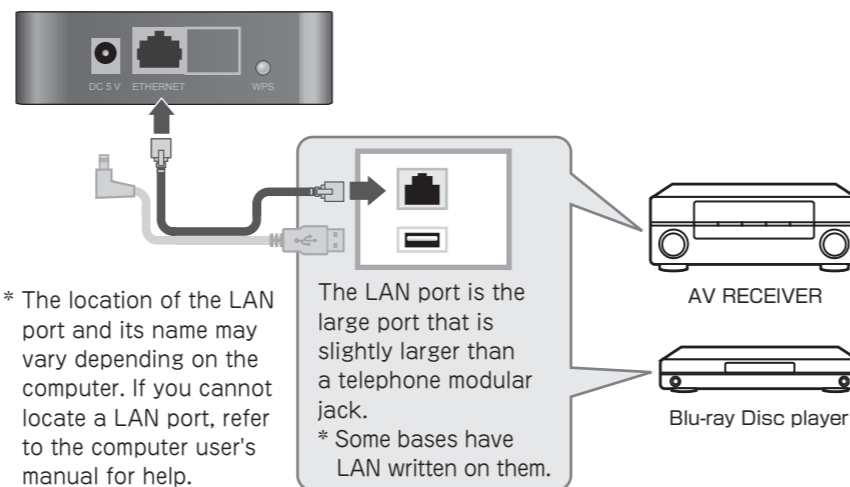 DC 5 V ETHERNET WPS
* The location of the LAN
port and its name may
vary depending on the
computer. If you cannot
locate a LAN port, refer
to the computer user's
manual for help.
The LAN port is the
large port that is
slightly larger than
a telephone modular
jack.
* Some bases have
LAN written on them.
AV RECEIVER
Blu-ray Disc player